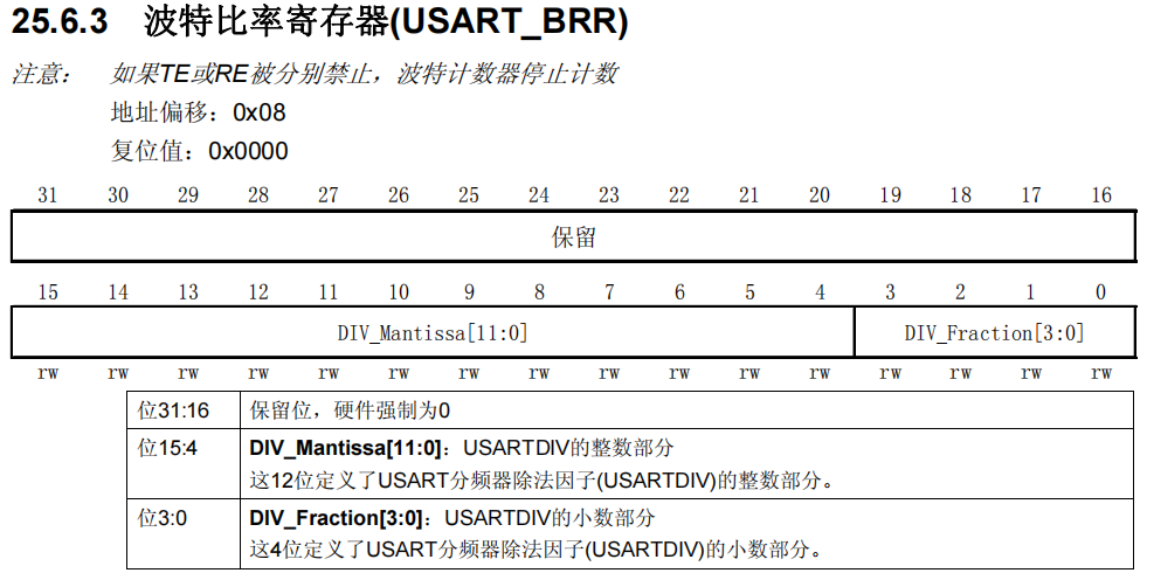 25.6.3 波特比率寄存器(USART_BRR)
注意： 如果TE或RE被分别禁止，波特计数器停止计数
地址偏移：0x08
复位值：0x0000
31 30 29 28 27 26 25 24 23 22 21 20 19 18 17 16
保留
15 14 13 12 11 10 9 8 7 6 5 4 3 2 1 0
DIV_Mantissa[11:0] DIV_Fraction[3:0]
rw rw rw rw rw rw rw rw rw rw rw rw rw rw rw rw
位31:16 保留位，硬件强制为0
位15:4 DIV_Mantissa[11:0]：USARTDIV的整数部分
这12位定义了USART分频器除法因子(USARTDIV)的整数部分。
位3:0 DIV_Fraction[3:0]：USARTDIV的小数部分
这4位定义了USART分频器除法因子(USARTDIV)的小数部分。